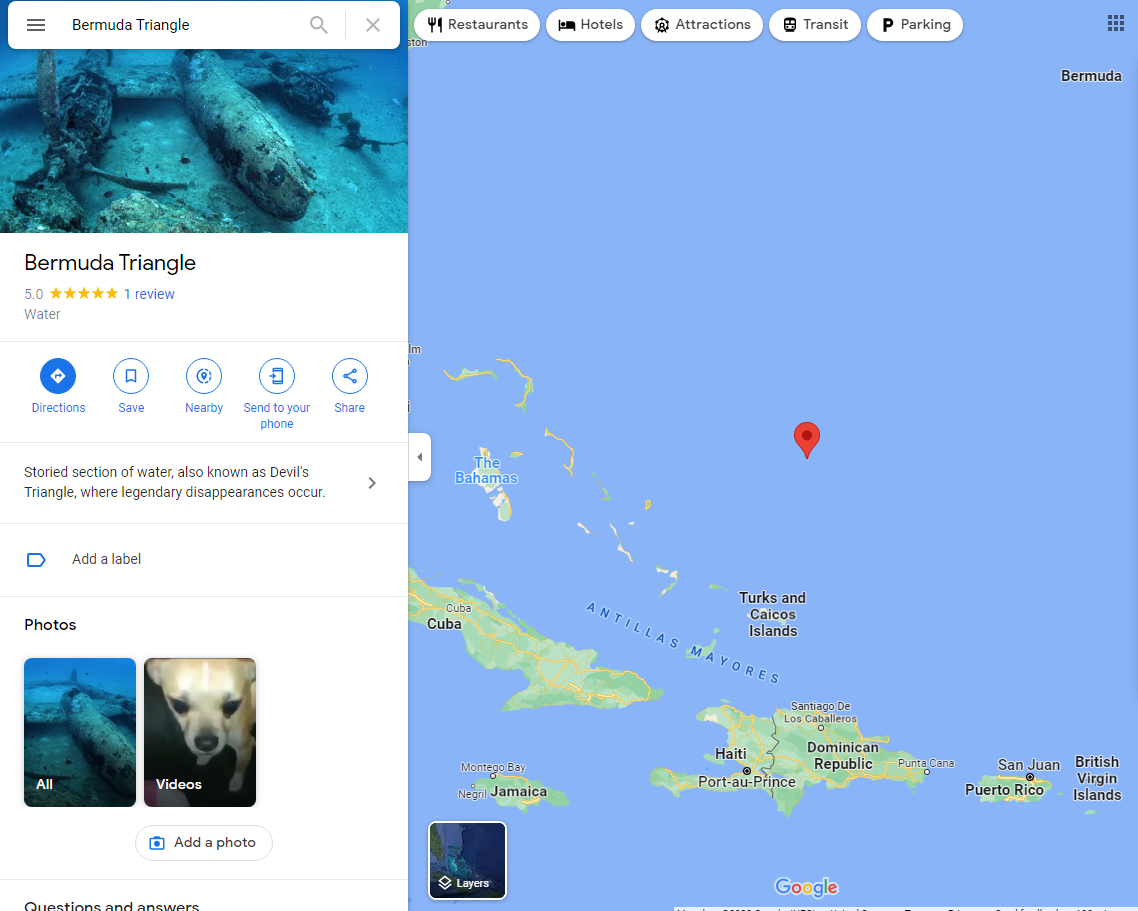 Bermuda Triangle
Restaurants
Hotels
Attractions
Transit
Parking
Bermuda
Bermuda Triangle
5.0
1 review
Water
Directions
Save
Nearby
Send to your
phone
Share
Storied section of water, also known as Devil's
Triangle, where legendary disappearances occur.
Add a label
Photos
All
Videos
Add a photo
Questions and answers
The
Bahamas
Cuba
Cuba
ANTILLAS MAYORES
Turks and
Caicos
Islands
Santiago De
Los Caballeros
Haiti
Port-au-Prince
Dominican
Republic
Punta Cana
San Juan
Puerto Rico
British
Virgin
Islands
Montego Bay
Negril
Jamaica
Layers
Google